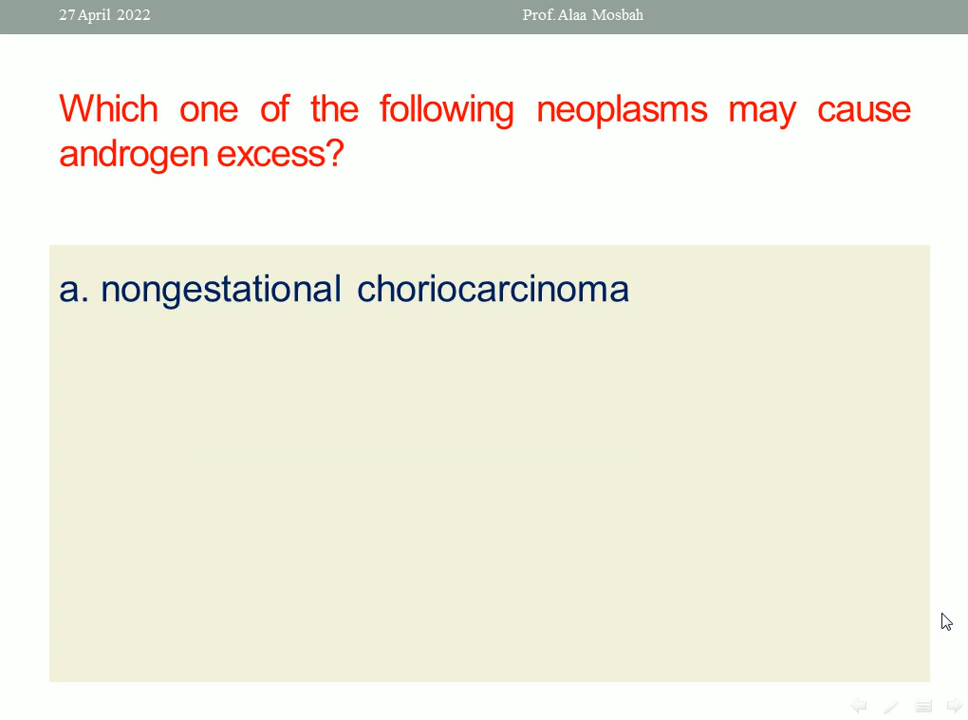 27 April 2022
Prof. Alaa Mosbah
Which one of the following neoplasms may cause
androgen excess?
a. nongestational choriocarcinoma